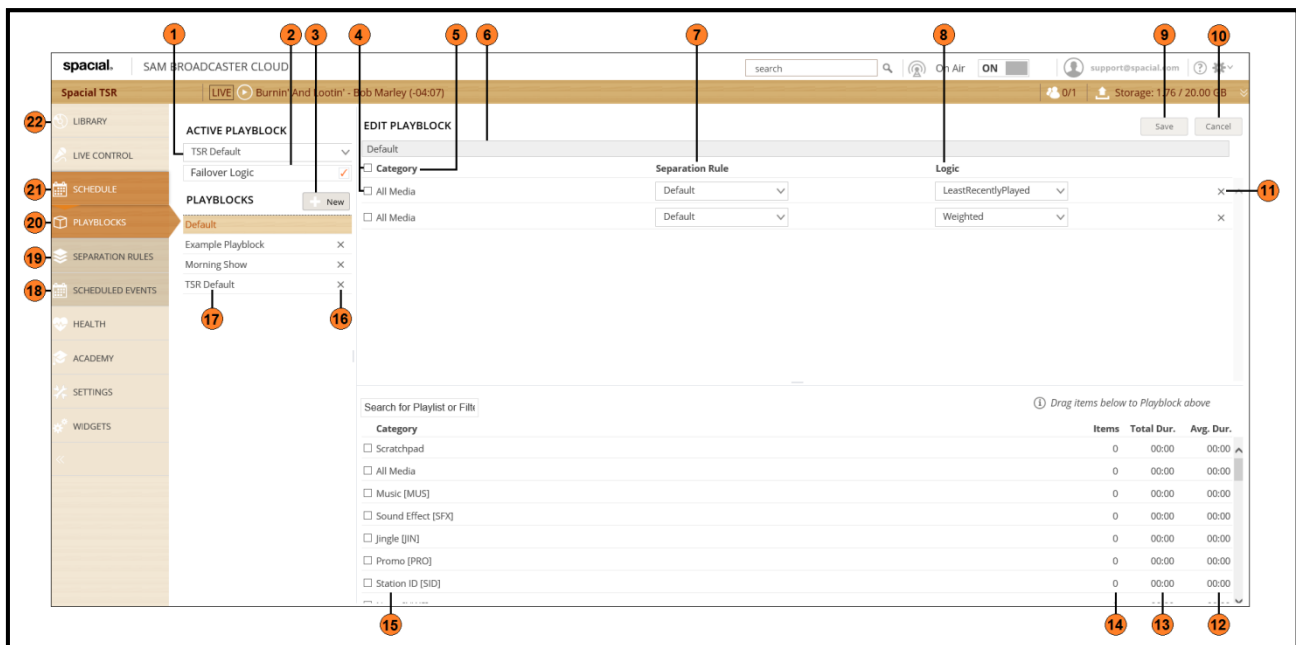 1 2 3 4 5 6 7 8 9 10
spacial. SAM BROADCASTER CLOUD search On Air ON support@spacial.com ?
Spacial TSR LIVE Burnin' And Lootin' - Bob Marley (-04:07) 0/1 Storage: 1.76 / 20.00 GB
22 LIBRARY
LIVE CONTROL
21 SCHEDULE
20 PLAYBLOCKS
19 SEPARATION RULES
18 SCHEDULED EVENTS
HEALTH
ACADEMY
SETTINGS
WIDGETS
ACTIVE PLAYBLOCK
TSR Default
Failover Logic
PLAYBLOCKS New
Default
Example Playblock
Morning Show
TSR Default
17 16
EDIT PLAYBLOCK Save Cancel
Default
Category Separation Rule Logic
All Media Default LeastRecentlyPlayed 11
All Media Default Weighted
Search for Playlist or Filt
Drag items below to Playblock above
Category Items Total Dur. Avg. Dur.
Scratchpad 0 00:00 00:00
All Media 0 00:00 00:00
Music [MUS] 0 00:00 00:00
Sound Effect [SFX] 0 00:00 00:00
Jingle [JIN] 0 00:00 00:00
Promo [PRO] 0 00:00 00:00
Station ID [SID] 0 00:00 00:00
15 14 13 12